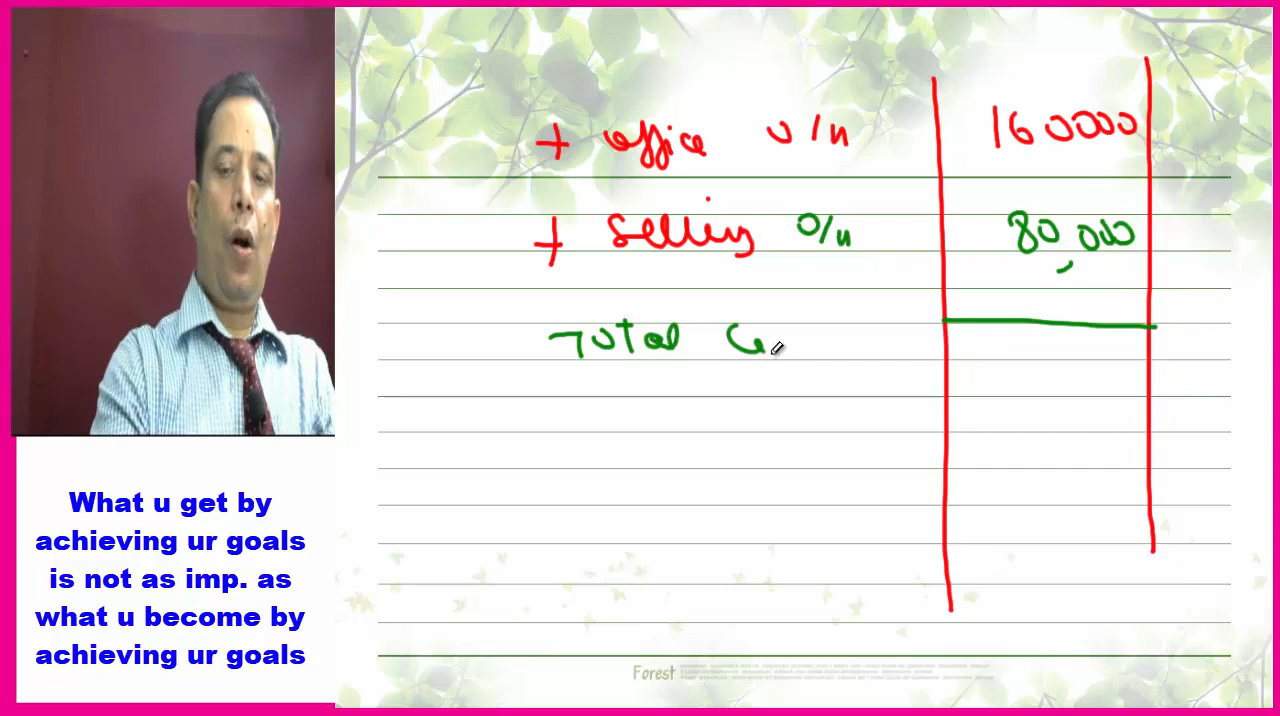 + office o/h 160000
+ selling o/h 80,000
Total
What u get by
achieving ur goals
is not as imp. as
what u become by
achieving ur goals
Forest